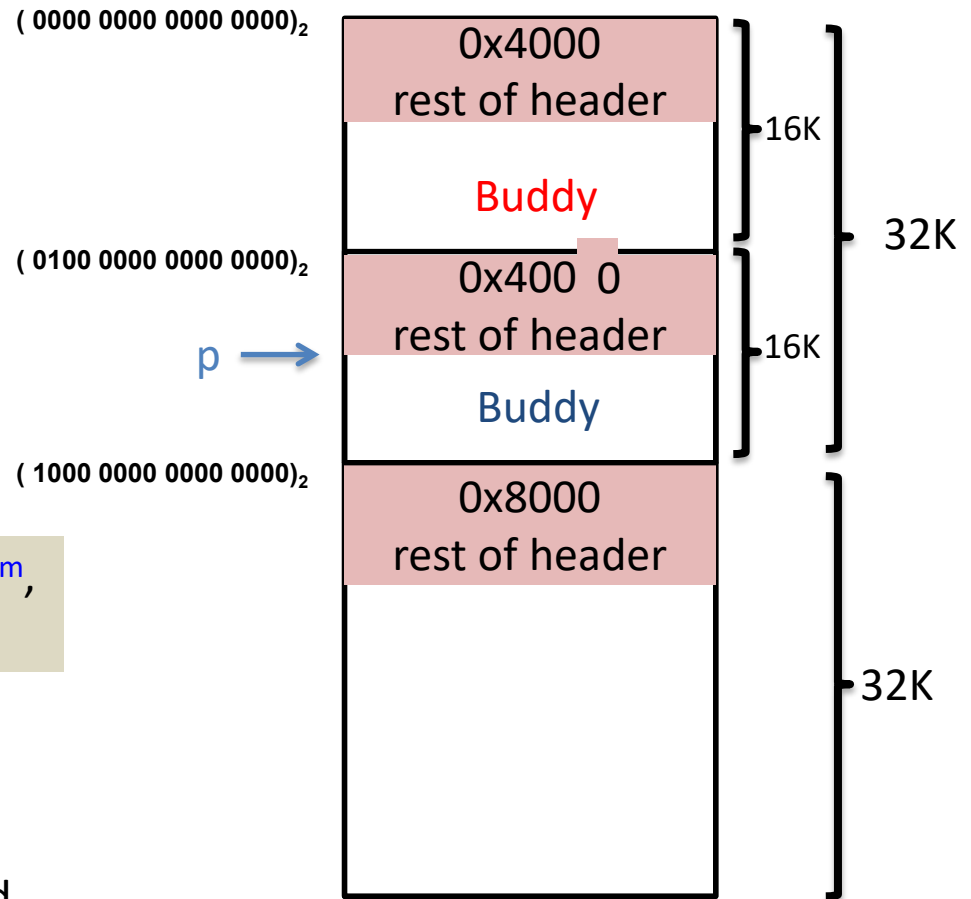 ( 0000 0000 0000 0000)₂
0x4000
rest of header
16K
Buddy
32K
( 0100 0000 0000 0000)₂
0x400 0
rest of header
16K
p
Buddy
( 1000 0000 0000 0000)₂
0x8000
rest of header
m,
32K